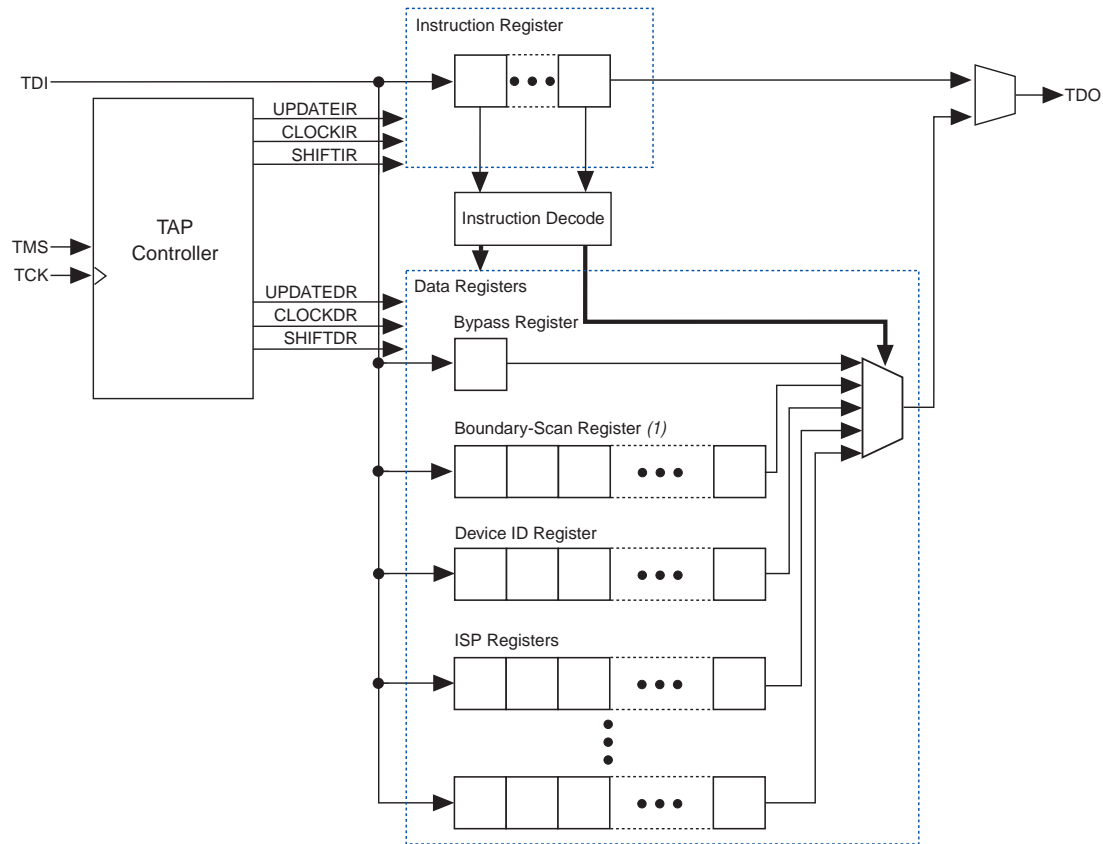 Instruction Register
TDI
TDO
UPDATEIR
CLOCKIR
SHIFTIR
TAP
Controller
Instruction Decode
TMS
TCK
UPDATEDR
CLOCKDR
SHIFTDR
Data Registers
Bypass Register
Boundary-Scan Register (1)
Device ID Register
ISP Registers